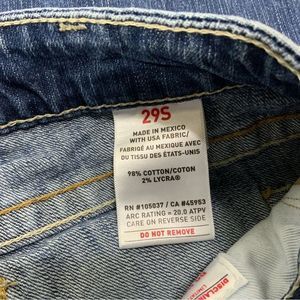 29S
MADE IN MEXICO
WITH USA FABRIC/
FABRIQUÉ AU MEXIQUE AVEC
DU TISSU DES ÉTATS-UNIS
98% COTTON/COTON
2% LYCRA®
RN #105037 / CA #45953
ARC RATING = 20.0 ATPV
CARE ON REVERSE SIDE
DO NOT REMOVE